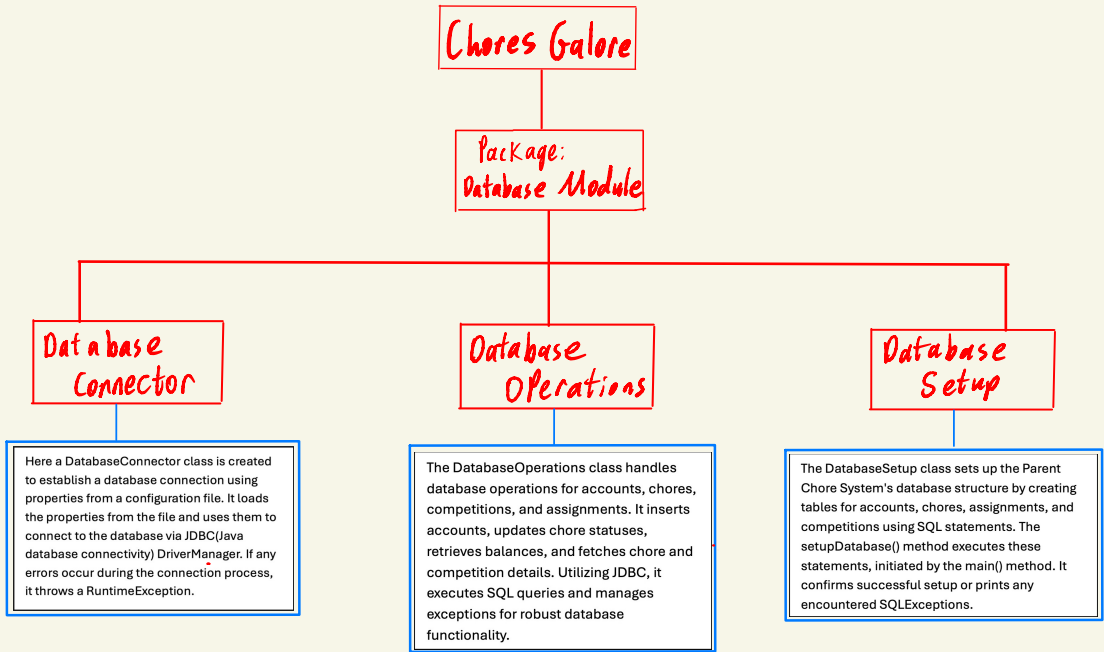 Chores Galore
Package:
Database Module
Database
Connector
Database
Operations
Database
Setup
Here a DatabaseConnector class is created
to establish a database connection using
properties from a configuration file. It loads
the properties from the file and uses them to
connect to the database via JDBC(Java
database connectivity) DriverManager. If any
errors occur during the connection process,
it throws a RuntimeException.
The DatabaseOperations class handles
database operations for accounts, chores,
competitions, and assignments. It inserts
accounts, updates chore statuses,
retrieves balances, and fetches chore and
competition details. Utilizing JDBC, it
executes SQL queries and manages
exceptions for robust database
functionality.
The DatabaseSetup class sets up the Parent
Chore System's database structure by creating
tables for accounts, chores, assignments, and
competitions using SQL statements. The
setupDatabase() method executes these
statements, initiated by the main() method. It
confirms successful setup or prints any
encountered SQLExceptions.